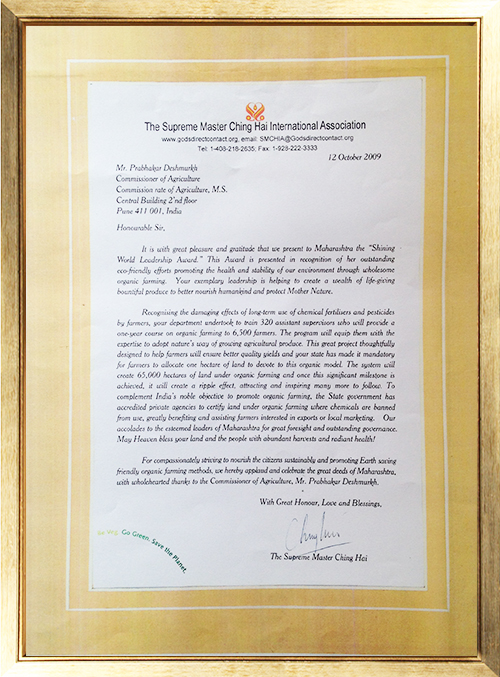 The Supreme Master Ching Hai International Association
www.godsdirectcontact.org, email: SMCHIA@Godsdirectcontact.org
Tel: 1-408-218-2635; Fax: 1-928-222-3333
12 October 2009
Mr. Prabhakar Deshmurkh
Commissioner of Agriculture
Commission rate of Agriculture, M.S.
Central Building 2'nd floor
Pune 411 001, India
Honourable Sir,
It is with great pleasure and gratitude that we present to Maharashtra the "Shining
World Leadership Award." This Award is presented in recognition of her outstanding
eco-friendly efforts promoting the health and stability of our environment through wholesome
organic farming. Your exemplary leadership is helping to create a wealth of life-giving
bountiful produce to better nourish humankind and protect Mother Nature.
Recognising the damaging effects of long-term use of chemical fertilisers and pesticides
by farmers, your department undertook to train 320 assistant supervisors who will provide a
one-year course on organic farming to 6,500 farmers. The program will equip them with the
expertise to adopt nature's way of growing agricultural produce. This great project thoughtfully
designed to help farmers will ensure better quality yields and your state has made it mandatory
for farmers to allocate one hectare of land to devote to this organic model. The system will
create 65,000 hectares of land under organic farming and once this significant milestone is
achieved, it will create a ripple effect, attracting and inspiring many more to follow. To
complement India's noble objective to promote organic farming, the State government has
accredited private agencies to certify land under organic farming where chemicals are banned
from use, greatly benefiting and assisting farmers interested in exports or local marketing. Our
accolades to the esteemed leaders of Maharashtra for great foresight and outstanding governance.
May Heaven bless your land and the people with abundant harvests and radiant health!
For compassionately striving to nourish the citizens sustainably and promoting Earth saving
friendly organic farming methods, we hereby applaud and celebrate the great deeds of Maharashtra,
with wholehearted thanks to the Commissioner of Agriculture, Mr. Prabhakar Deshmurkh.
With Great Honour, Love and Blessings,
The Supreme Master Ching Hai
Be Veg. Go Green. Save the Planet.